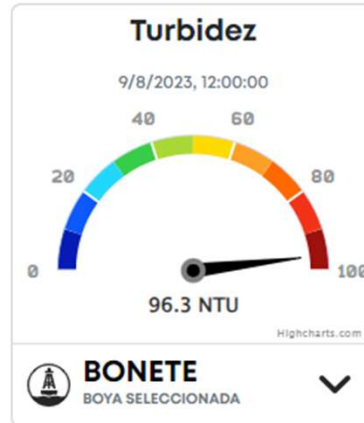 Turbidez
9/8/2023, 12:00:00
40 60
20 80
0 100
96.3 NTU
Highcharts.com
BONETE
BOYA SELECCIONADA